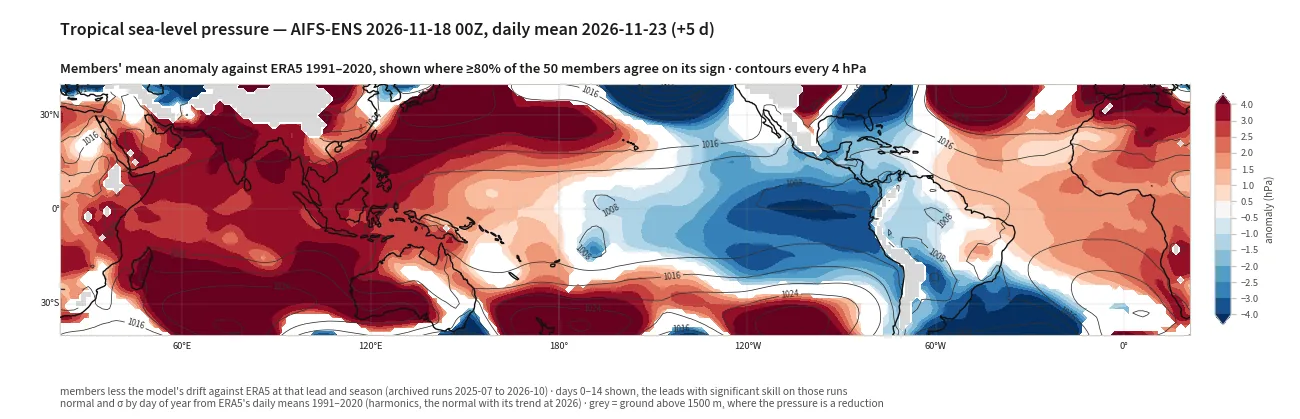 Tropical sea-level pressure — AIFS-ENS 2026-11-18 00Z, daily mean 2026-11-23 (+5 d)
Members' mean anomaly against ERA5 1991–2020, shown where ≥80% of the 50 members agree on its sign · contours every 4 hPa
30°N
0°
30°S
60°E
120°E
180°
120°W
60°W
0°
1016
1016
1016
1016
1008
1008
1008
1008
1016
1024
1016
1016
4.0
3.0
2.5
2.0
1.5
1.0
0.5
−0.5
−1.0
−1.5
−2.0
−2.5
−3.0
−4.0
anomaly (hPa)
members less the model's drift against ERA5 at that lead and season (archived runs 2025-07 to 2026-10) · days 0–14 shown, the leads with significant skill on those runs
normal and σ by day of year from ERA5's daily means 1991–2020 (harmonics, the normal with its trend at 2026) · grey = ground above 1500 m, where the pressure is a reduction